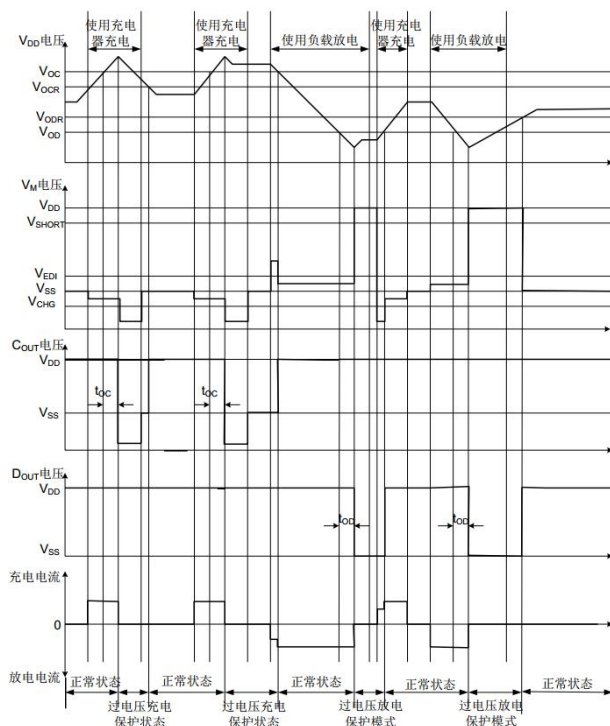 使用充电
器充电
使用充电
器充电
使用负载放电
使用充电
器充电
使用负载放电
VDD电压
VOC
VOCR
VODR
VOD
VM电压
VDD
VSHORT
VEDI
VSS
VCHG
COUT电压
VDD
tOC
tOC
VSS
DOUT电压
VDD
tOD
tOD
VSS
充电电流
0
放电电流
正常状态
正常状态
正常状态
正常状态
正常状态
过电压充电
保护状态
过电压充电
保护状态
过电压放电
保护模式
过电压放电
保护模式